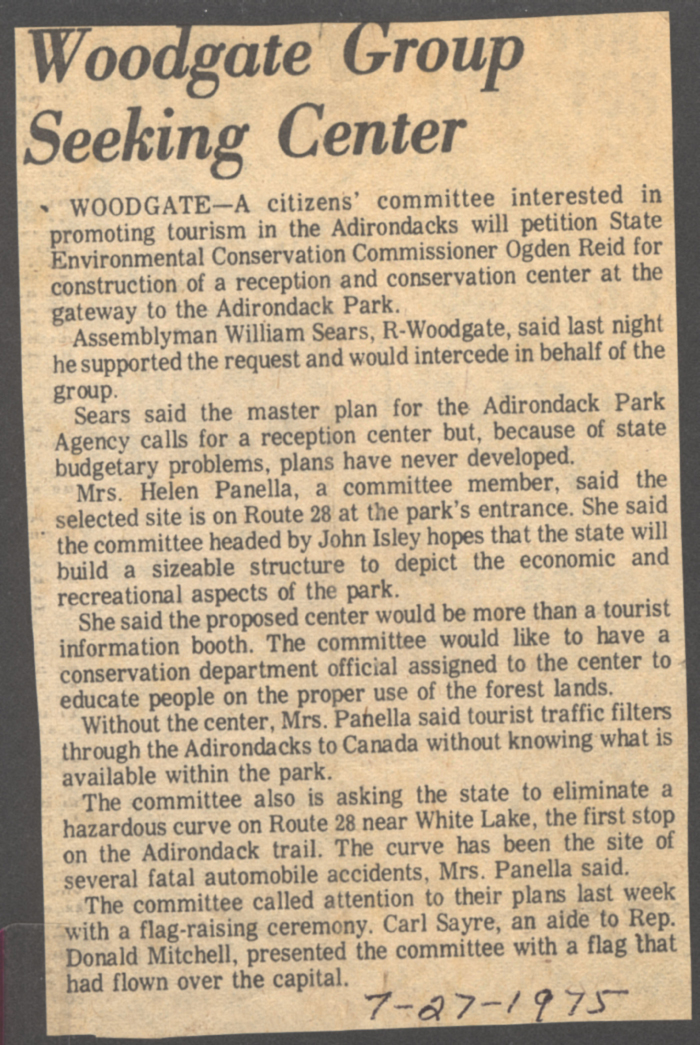 Woodgate Group
Seeking Center
WOODGATE—A citizens' committee interested in
promoting tourism in the Adirondacks will petition State
Environmental Conservation Commissioner Ogden Reid for
construction of a reception and conservation center at the
gateway to the Adirondack Park.
Assemblyman William Sears, R-Woodgate, said last night
he supported the request and would intercede in behalf of the
group.
Sears said the master plan for the Adirondack Park
Agency calls for a reception center but, because of state
budgetary problems, plans have never developed.
Mrs. Helen Panella, a committee member, said the
selected site is on Route 28 at the park's entrance. She said
the committee headed by John Isley hopes that the state will
build a sizeable structure to depict the economic and
recreational aspects of the park.
She said the proposed center would be more than a tourist
information booth. The committee would like to have a
conservation department official assigned to the center to
educate people on the proper use of the forest lands.
Without the center, Mrs. Panella said tourist traffic filters
through the Adirondacks to Canada without knowing what is
available within the park.
The committee also is asking the state to eliminate a
hazardous curve on Route 28 near White Lake, the first stop
on the Adirondack trail. The curve has been the site of
several fatal automobile accidents, Mrs. Panella said.
The committee called attention to their plans last week
with a flag-raising ceremony. Carl Sayre, an aide to Rep.
Donald Mitchell, presented the committee with a flag that
had flown over the capital.
7-27-1975